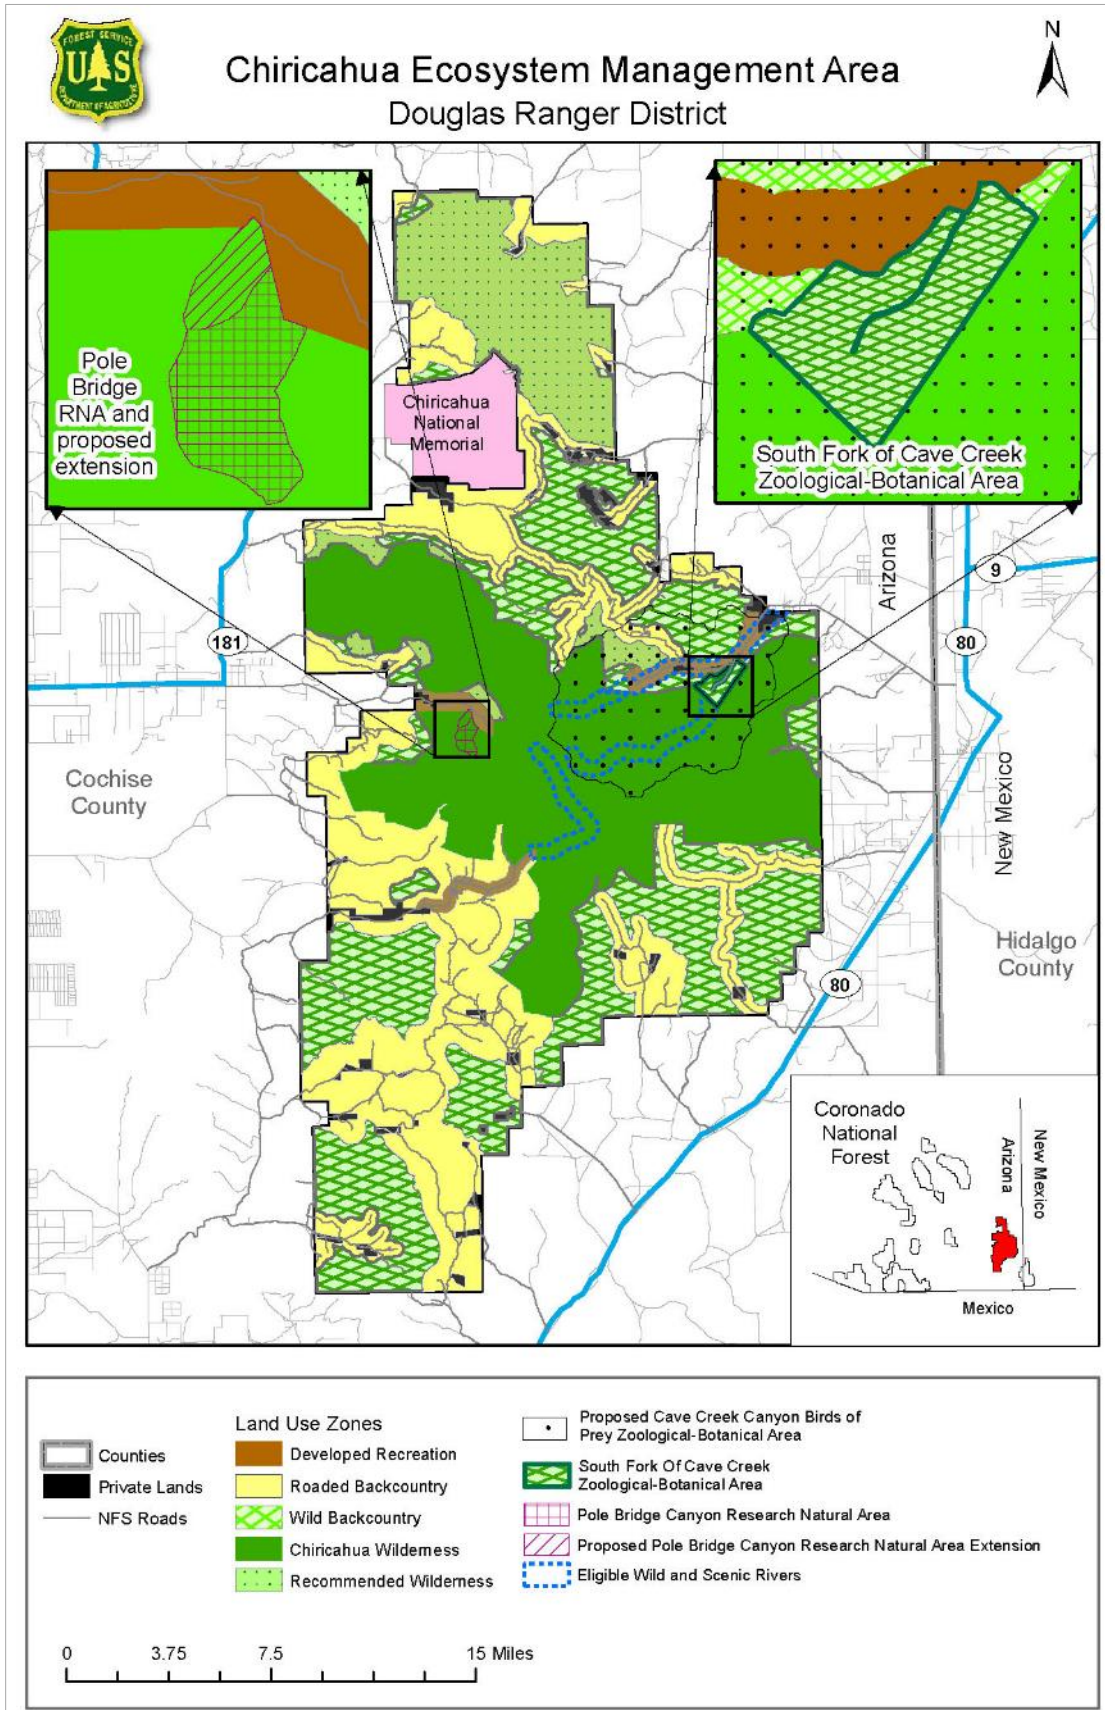 FOREST SERVICE
U S
DEPARTMENT OF AGRICULTURE
Chiricahua Ecosystem Management Area
Douglas Ranger District
N
Pole
Bridge
RNA and
proposed
extension
Chiricahua
National
Memorial
South Fork of Cave Creek
Zoological-Botanical Area
Arizona
9
181
80
Cochise
County
New Mexico
Hidalgo
County
80
Coronado
National
Forest
Arizona
New Mexico
Mexico
Counties
Private Lands
NFS Roads
Land Use Zones
Developed Recreation
Roaded Backcountry
Wild Backcountry
Chiricahua Wilderness
Recommended Wilderness
Proposed Cave Creek Canyon Birds of
Prey Zoological-Botanical Area
South Fork Of Cave Creek
Zoological-Botanical Area
Pole Bridge Canyon Research Natural Area
Proposed Pole Bridge Canyon Research Natural Area Extension
Eligible Wild and Scenic Rivers
0 3.75 7.5 15 Miles